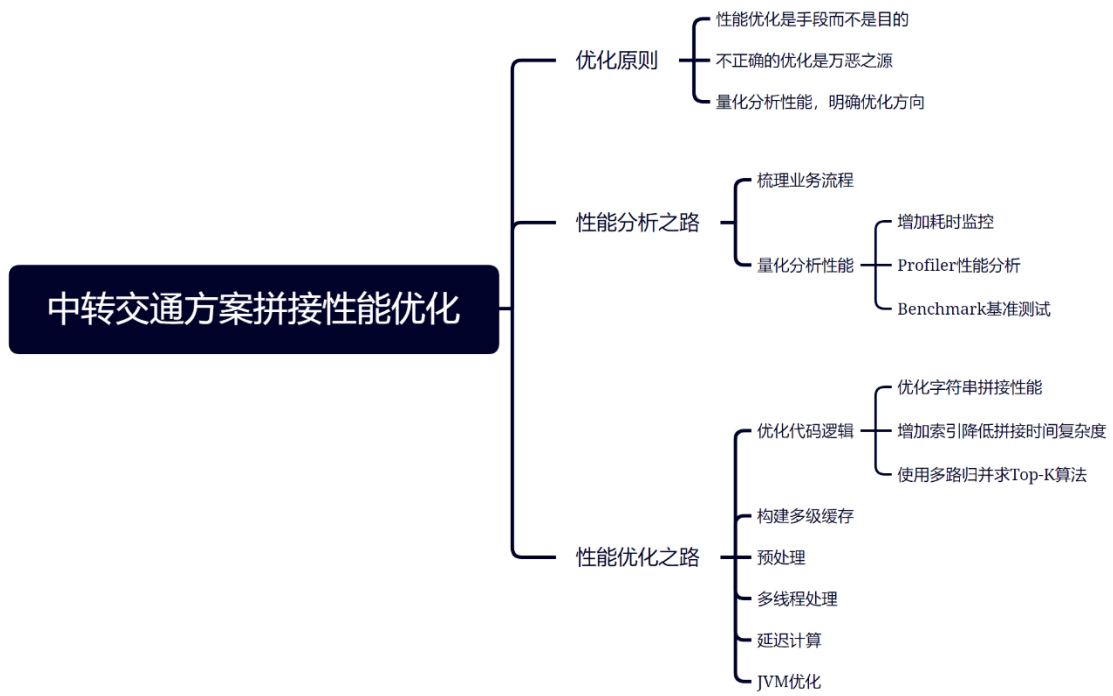 中转交通方案拼接性能优化
优化原则
性能优化是手段而不是目的
不正确的优化是万恶之源
量化分析性能，明确优化方向
性能分析之路
梳理业务流程
量化分析性能
增加耗时监控
Profiler性能分析
Benchmark基准测试
性能优化之路
优化代码逻辑
优化字符串拼接性能
增加索引降低拼接时间复杂度
使用多路归并求Top-K算法
构建多级缓存
预处理
多线程处理
延迟计算
JVM优化